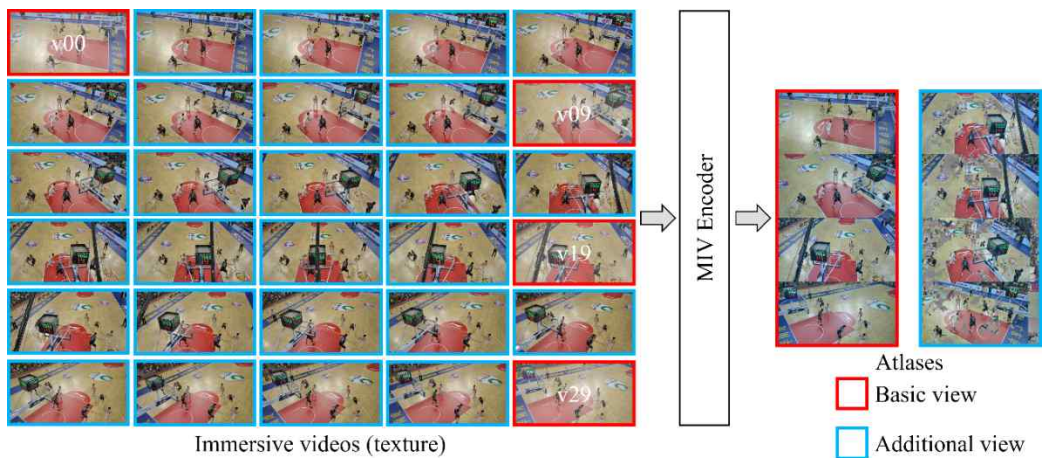 v00
v09
v19
v29
Immersive videos (texture)
MIV Encoder
Atlases
Basic view
Additional view